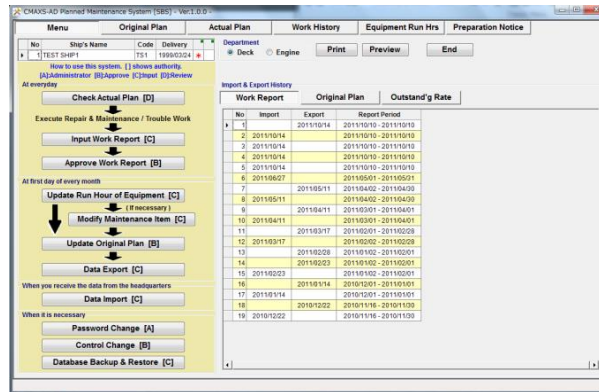 CMAXS-AD Planned Maintenance System [SBS] - Ver.1.0.0 -
Menu Original Plan Actual Plan Work History Equipment Run Hrs Preparation Notice
No Ship's Name Code Delivery
1 TEST SHIP1 TS1 1999/03/24
Department
Deck Engine Print Preview End
How to use this system. [ ] shows authority.
[A]:Administrator [B]:Approve [C]:Input [D]:Review
At everyday
Check Actual Plan [D]
Execute Repair & Maintenance / Trouble Work
Input Work Report [C]
Approve Work Report [B]
At first day of every month
Update Run Hour of Equipment [C]
( If necessary )
Modify Maintenance Item [C]
Update Original Plan [B]
Data Export [C]
When you receive the data from the headquarters
Data Import [C]
When it is necessary
Password Change [A]
Control Change [B]
Database Backup & Restore [C]
Import & Export History
Work Report Original Plan Outstand'g Rate
No Import Export Report Period
1 2011/10/14 2011/10/10 - 2011/10/10
2 2011/10/14 2011/10/10 - 2011/10/10
3 2011/10/14 2011/10/10 - 2011/10/10
4 2011/10/14 2011/10/10 - 2011/10/10
5 2011/10/14 2011/10/10 - 2011/10/10
6 2011/06/27 2011/05/01 - 2011/05/31
7 2011/05/11 2011/04/02 - 2011/04/30
8 2011/05/11 2011/04/02 - 2011/04/30
9 2011/04/11 2011/03/01 - 2011/04/01
10 2011/04/11 2011/03/01 - 2011/04/01
11 2011/03/17 2011/02/01 - 2011/02/28
12 2011/03/17 2011/02/02 - 2011/02/28
13 2011/02/28 2011/01/02 - 2011/02/01
14 2011/02/23 2011/01/02 - 2011/02/01
15 2011/02/23 2011/01/02 - 2011/02/01
16 2011/01/14 2010/12/01 - 2011/01/01
17 2011/01/14 2010/12/01 - 2011/01/01
18 2010/12/22 2010/11/16 - 2010/11/30
19 2010/12/22 2010/11/16 - 2010/11/30